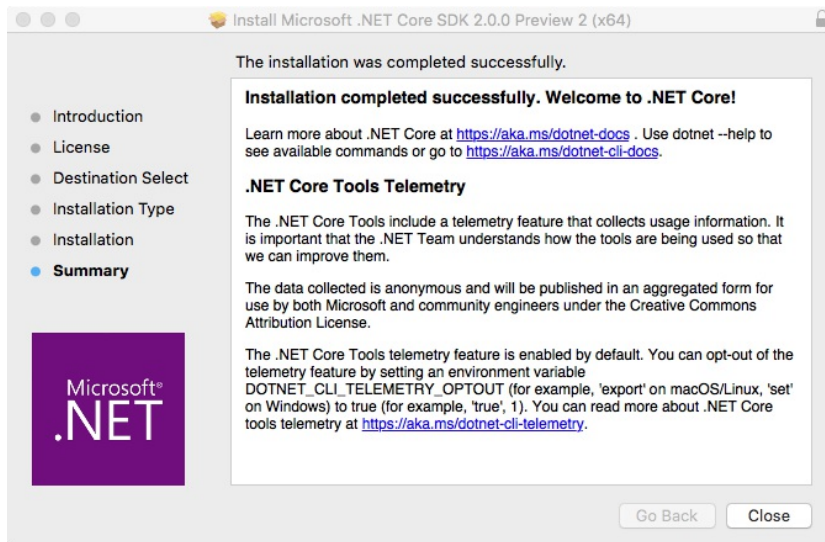 Install Microsoft .NET Core SDK 2.0.0 Preview 2 (x64)
The installation was completed successfully.
Introduction
License
Destination Select
Installation Type
Installation
Summary
Microsoft®
.NET
Installation completed successfully. Welcome to .NET Core!
Learn more about .NET Core at https://aka.ms/dotnet-docs . Use dotnet --help to
see available commands or go to https://aka.ms/dotnet-cli-docs.
.NET Core Tools Telemetry
The .NET Core Tools include a telemetry feature that collects usage information. It
is important that the .NET Team understands how the tools are being used so that
we can improve them.
The data collected is anonymous and will be published in an aggregated form for
use by both Microsoft and community engineers under the Creative Commons
Attribution License.
The .NET Core Tools telemetry feature is enabled by default. You can opt-out of the
telemetry feature by setting an environment variable
DOTNET_CLI_TELEMETRY_OPTOUT (for example, 'export' on macOS/Linux, 'set'
on Windows) to true (for example, 'true', 1). You can read more about .NET Core
tools telemetry at https://aka.ms/dotnet-cli-telemetry.
Go Back
Close